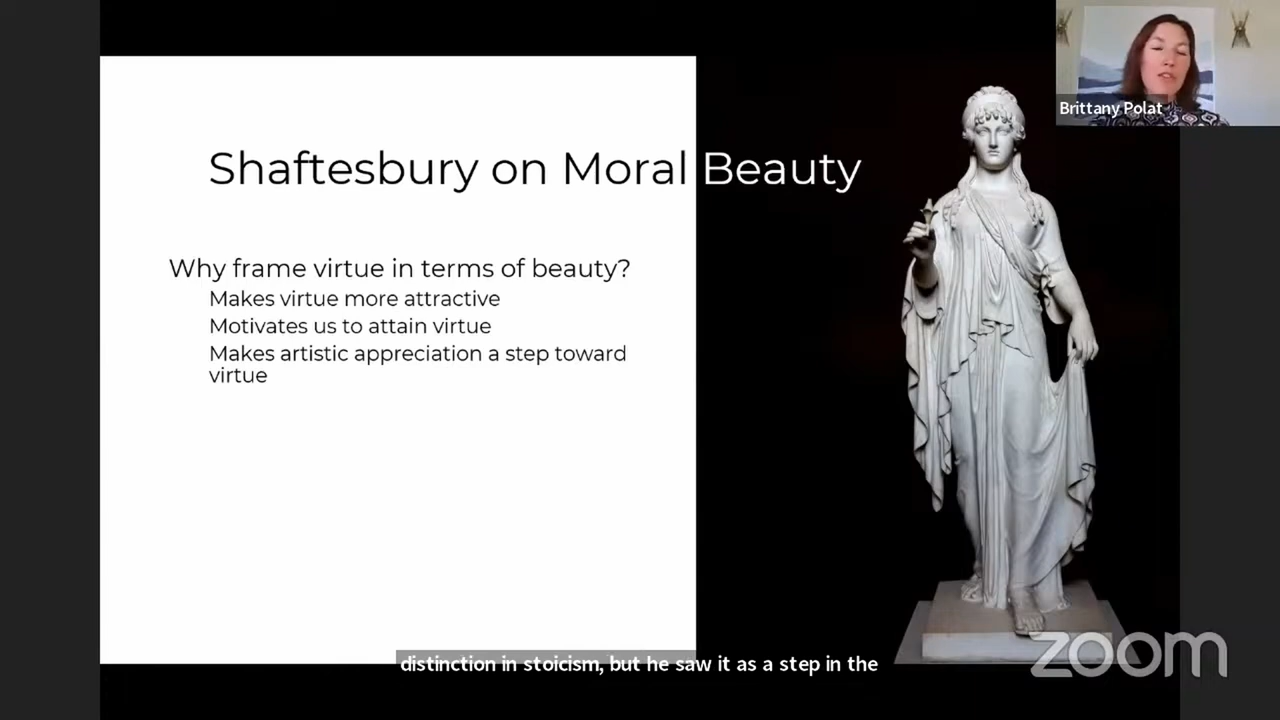 Brittany Polat
Shaftesbury on Moral Beauty
Why frame virtue in terms of beauty?
Makes virtue more attractive
Motivates us to attain virtue
Makes artistic appreciation a step toward
virtue
distinction in stoicism, but he saw it as a step in the
zoom